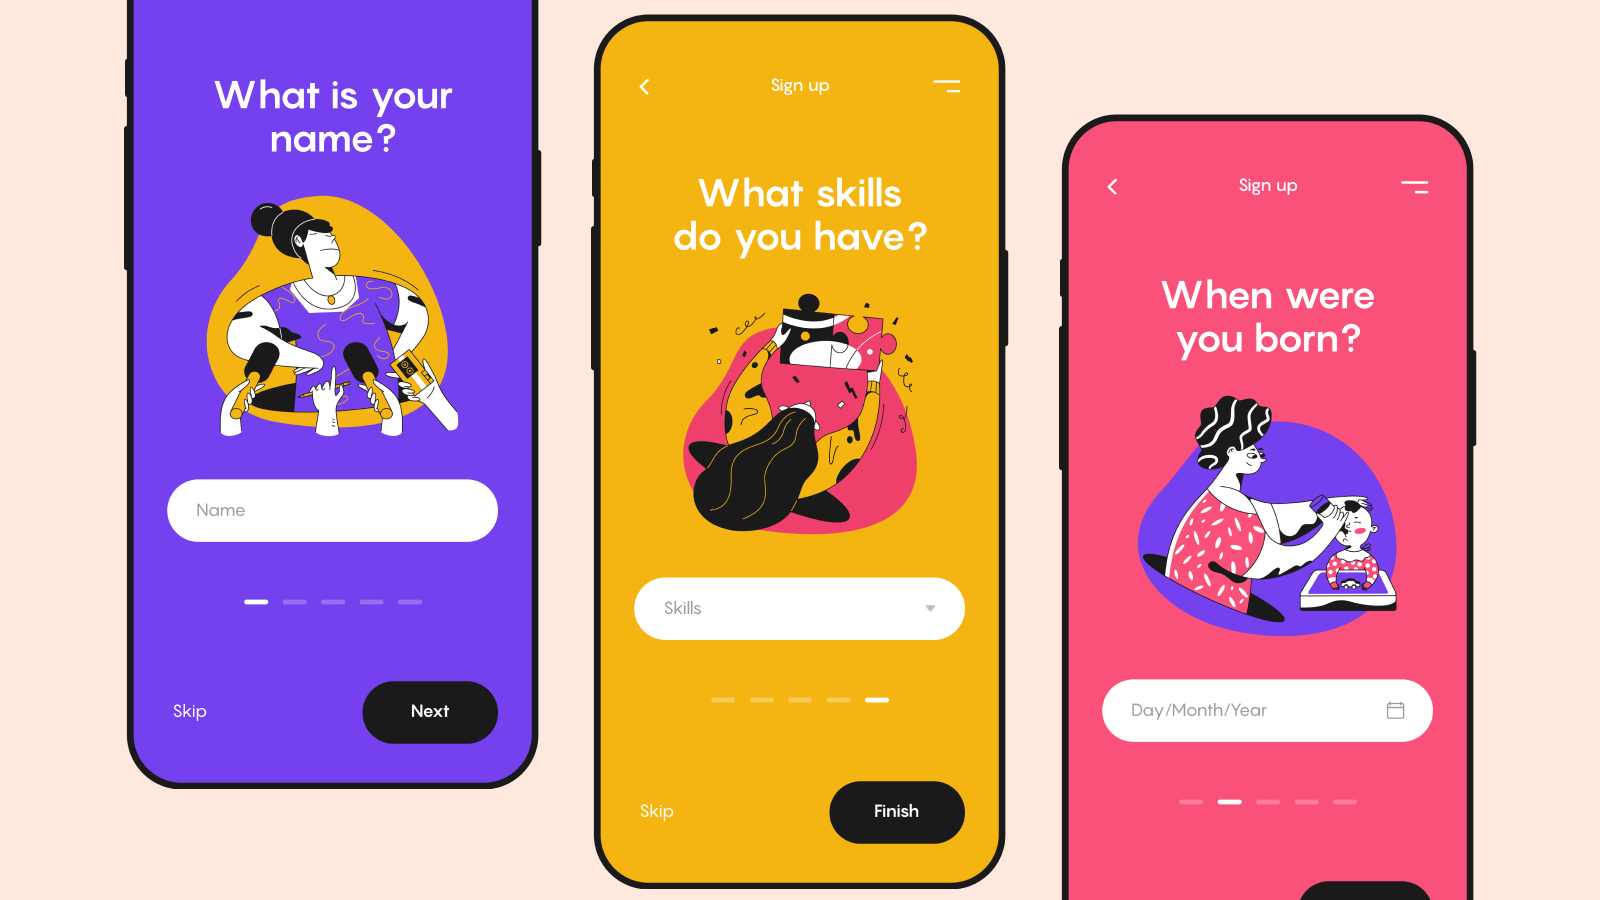 What is your
name?
Name
Skip
Next
Sign up
What skills
do you have?
Skills
Skip
Finish
Sign up
When were
you born?
Day/Month/Year